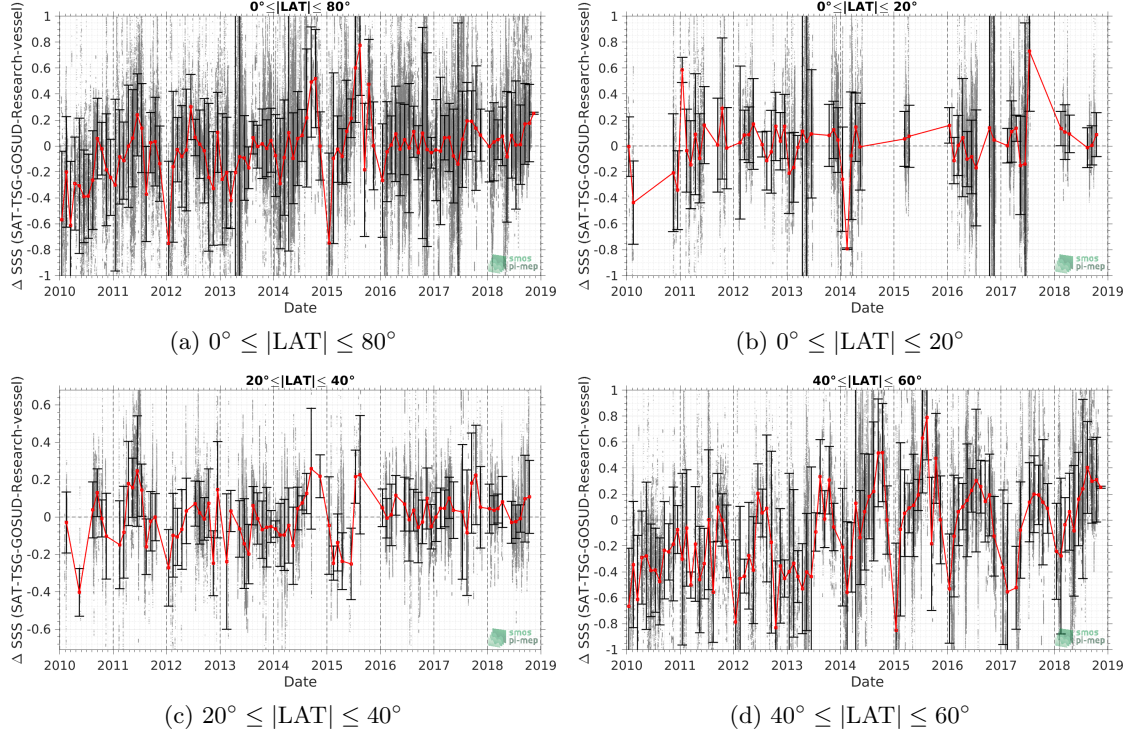 0°≤|LAT|≤ 80°
Δ SSS (SAT-TSG-GOSUD-Research-vessel)
1
0.8
0.6
0.4
0.2
0
-0.2
-0.4
-0.6
-0.8
-1
2010 2011 2012 2013 2014 2015 2016 2017 2018 2019
Date
smos
pi-mep
(a) 0° ≤ |LAT| ≤ 80°
0°≤|LAT|≤ 20°
Δ SSS (SAT-TSG-GOSUD-Research-vessel)
1
0.8
0.6
0.4
0.2
0
-0.2
-0.4
-0.6
-0.8
-1
2010 2011 2012 2013 2014 2015 2016 2017 2018 2019
Date
smos
pi-mep
(b) 0° ≤ |LAT| ≤ 20°
20°≤|LAT|≤ 40°
Δ SSS (SAT-TSG-GOSUD-Research-vessel)
0.6
0.4
0.2
0
-0.2
-0.4
-0.6
2010 2011 2012 2013 2014 2015 2016 2017 2018 2019
Date
smos
pi-mep
(c) 20° ≤ |LAT| ≤ 40°
40°≤|LAT|≤ 60°
Δ SSS (SAT-TSG-GOSUD-Research-vessel)
1
0.8
0.6
0.4
0.2
0
-0.2
-0.4
-0.6
-0.8
-1
2010 2011 2012 2013 2014 2015 2016 2017 2018 2019
Date
smos
pi-mep
(d) 40° ≤ |LAT| ≤ 60°